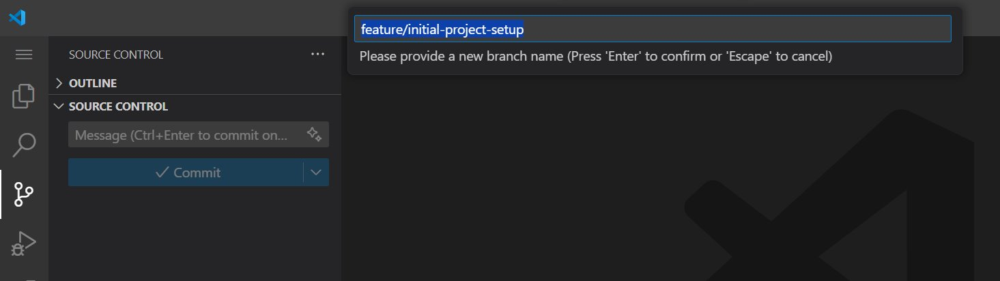 feature/initial-project-setup
Please provide a new branch name (Press 'Enter' to confirm or 'Escape' to cancel)
SOURCE CONTROL
OUTLINE
SOURCE CONTROL
Message (Ctrl+Enter to commit on...
Commit